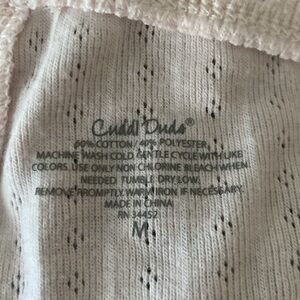 Cuddl Duds®
60% COTTON / 40% POLYESTER
MACHINE WASH COLD GENTLE CYCLE WITH LIKE
COLORS. USE ONLY NON CHLORINE BLEACH WHEN
NEEDED. TUMBLE DRY LOW.
REMOVE PROMPTLY. WARM IRON IF NECESSARY.
MADE IN CHINA
RN 34452
M